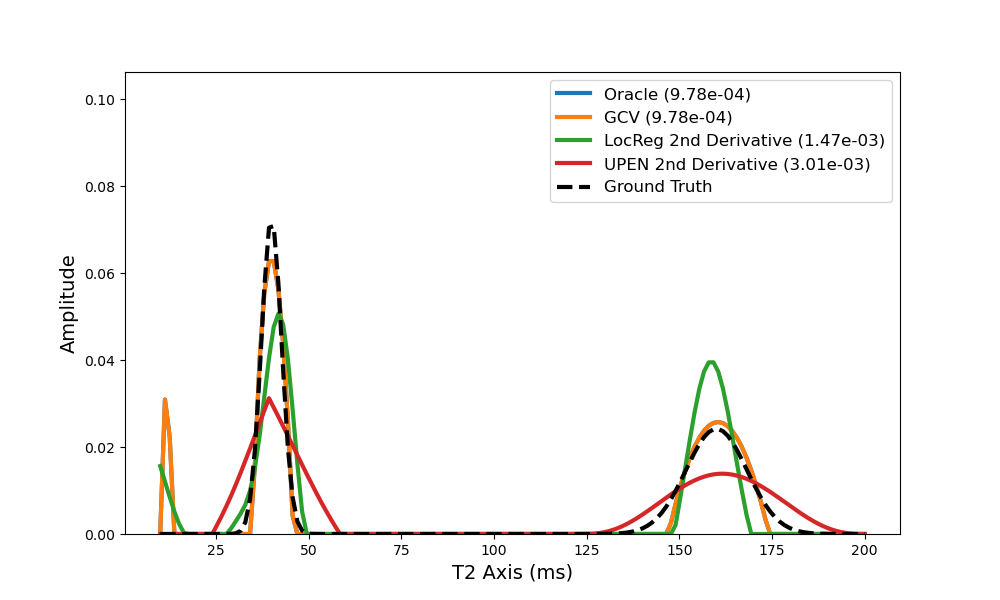 0.10
0.08
0.06
0.04
0.02
0.00
Amplitude
Oracle (9.78e-04)
GCV (9.78e-04)
LocReg 2nd Derivative (1.47e-03)
UPEN 2nd Derivative (3.01e-03)
Ground Truth
25 50 75 100 125 150 175 200
T2 Axis (ms)